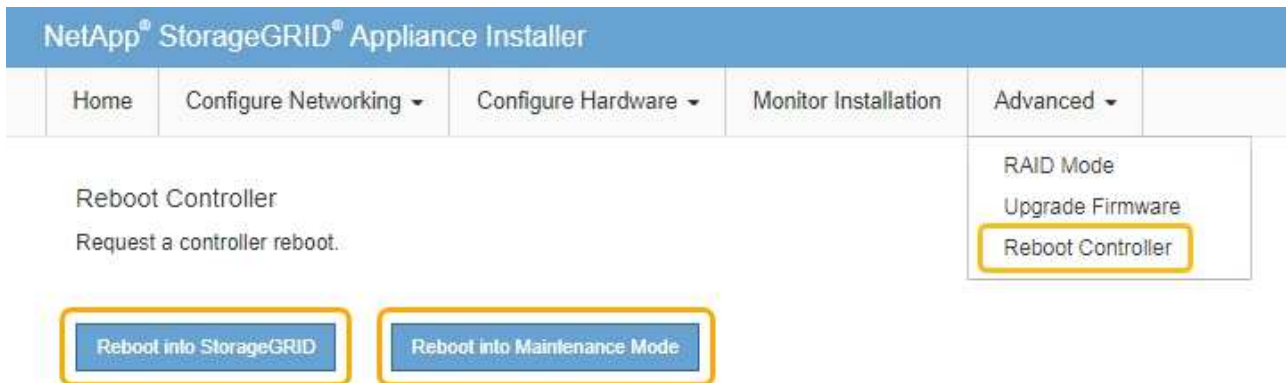 NetApp® StorageGRID® Appliance Installer
Home Configure Networking Configure Hardware Monitor Installation Advanced
RAID Mode
Upgrade Firmware
Reboot Controller
Reboot Controller
Request a controller reboot.
Reboot into StorageGRID Reboot into Maintenance Mode